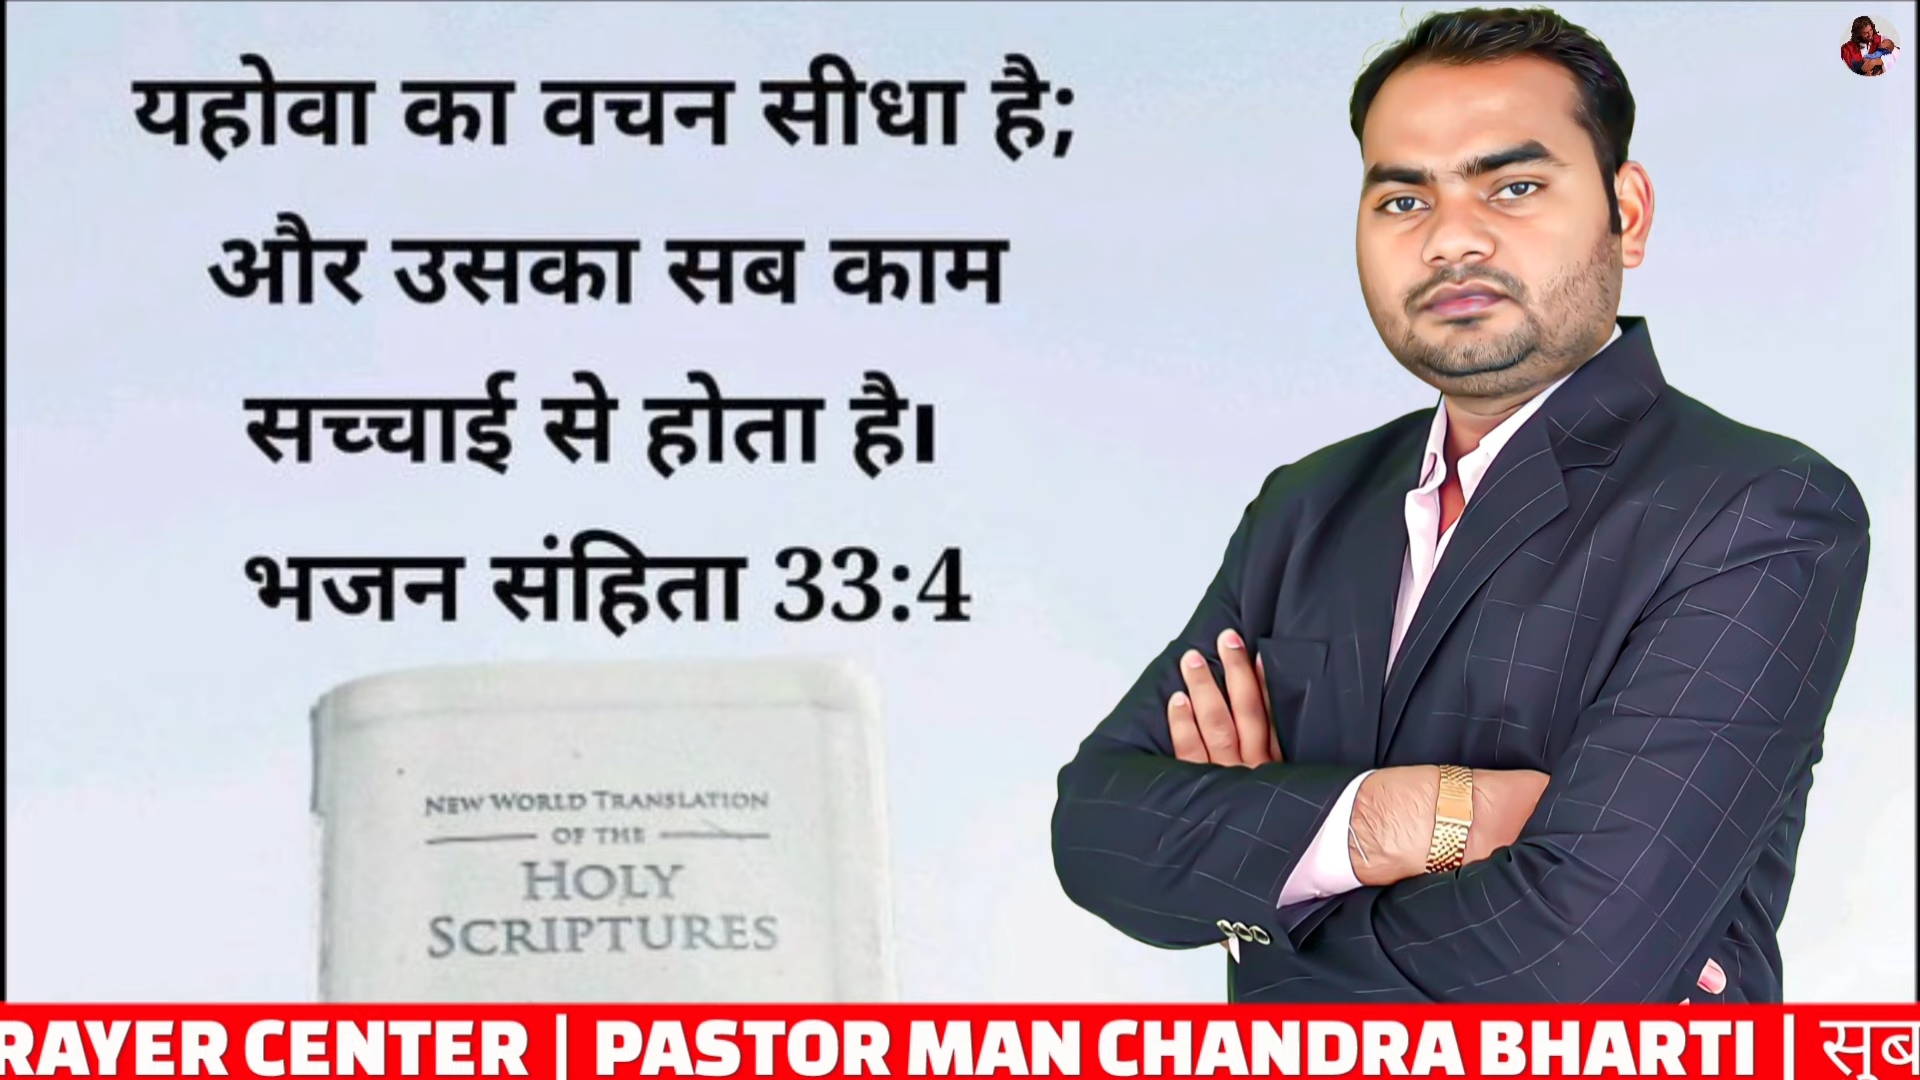 यहोवा का वचन सीधा है;
और उसका सब काम
सच्चाई से होता है।
भजन संहिता 33:4
NEW WORLD TRANSLATION
OF THE
HOLY
SCRIPTURES
RAYER CENTER | PASTOR MAN CHANDRA BHARTI | सुब